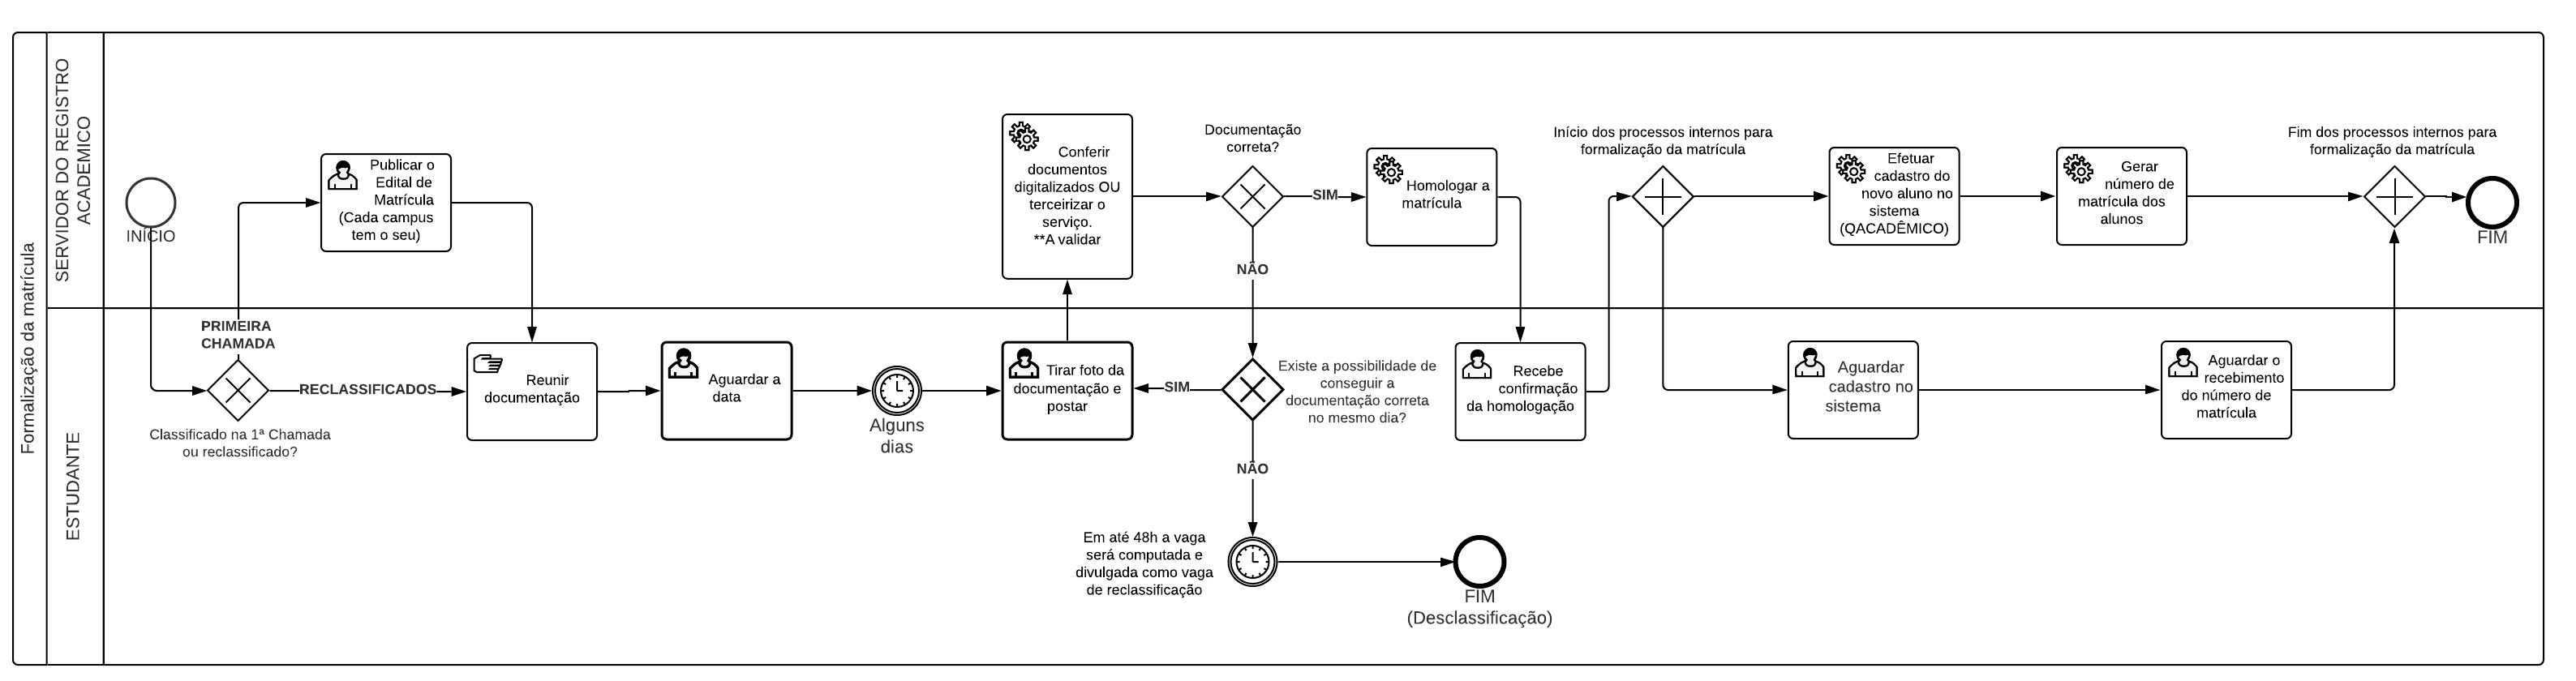 Formalização da matrícula
SERVIDOR DO REGISTRO
ACADEMICO
ESTUDANTE
INÍCIO
PRIMEIRA
CHAMADA
Classificado na 1ª Chamada
ou reclassificado?
RECLASSIFICADOS
Publicar o
Edital de
Matrícula
(Cada campus
tem o seu)
Reunir
documentação
Aguardar a
data
Alguns
dias
Tirar foto da
documentação e
postar
Conferir
documentos
digitalizados OU
terceirizar o
serviço.
**A validar
Documentação
correta?
SIM
NÃO
Existe a possibilidade de
conseguir a
documentação correta
no mesmo dia?
SIM
NÃO
Em até 48h a vaga
será computada e
divulgada como vaga
de reclassificação
FIM
(Desclassificação)
Homologar a
matrícula
Recebe
confirmação
da homologação
Início dos processos internos para
formalização da matrícula
Efetuar
cadastro do
novo aluno no
sistema
(QACADÊMICO)
Gerar
número de
matrícula dos
alunos
Aguardar
cadastro no
sistema
Aguardar o
recebimento
do número de
matrícula
Fim dos processos internos para
formalização da matrícula
FIM